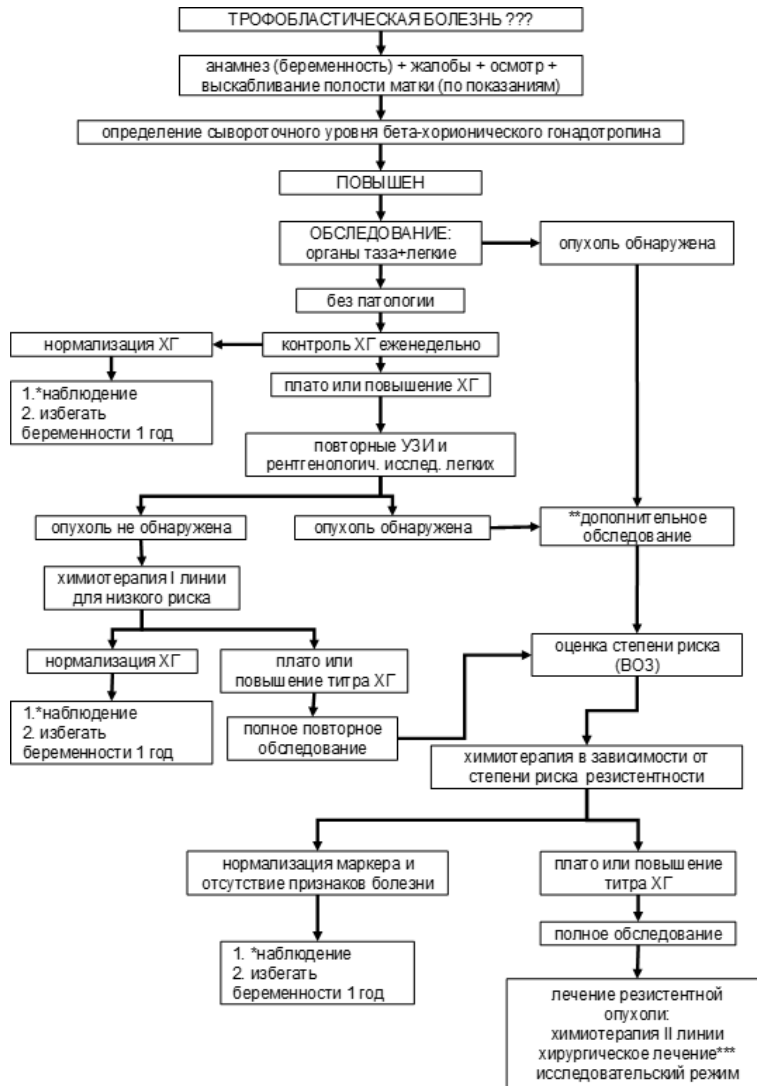 ТРОФОБЛАСТИЧЕСКАЯ БОЛЕЗНЬ ???
анамнез (беременность) + жалобы + осмотр +
выскабливание полости матки (по показаниям)
определение сывороточного уровня бета-хорионического гонадотропина
ПОВЫШЕН
ОБСЛЕДОВАНИЕ:
органы таза+легкие
опухоль обнаружена
без патологии
нормализация ХГ
контроль ХГ еженедельно
1.*наблюдение
2. избегать
беременности 1 год
плато или повышение ХГ
повторные УЗИ и
рентгенологич. исслед. легких
опухоль не обнаружена
опухоль обнаружена
**дополнительное
обследование
химиотерапия I линии
для низкого риска
нормализация ХГ
плато или
повышение титра ХГ
оценка степени риска
(ВОЗ)
1.*наблюдение
2. избегать
беременности 1 год
полное повторное
обследование
химиотерапия в зависимости от
степени риска резистентности
нормализация маркера и
отсутствие признаков болезни
плато или повышение
титра ХГ
1. *наблюдение
2. избегать
беременности 1 год
полное обследование
лечение резистентной
опухоли:
химиотерапия II линии
хирургическое лечение***
исследовательский режим